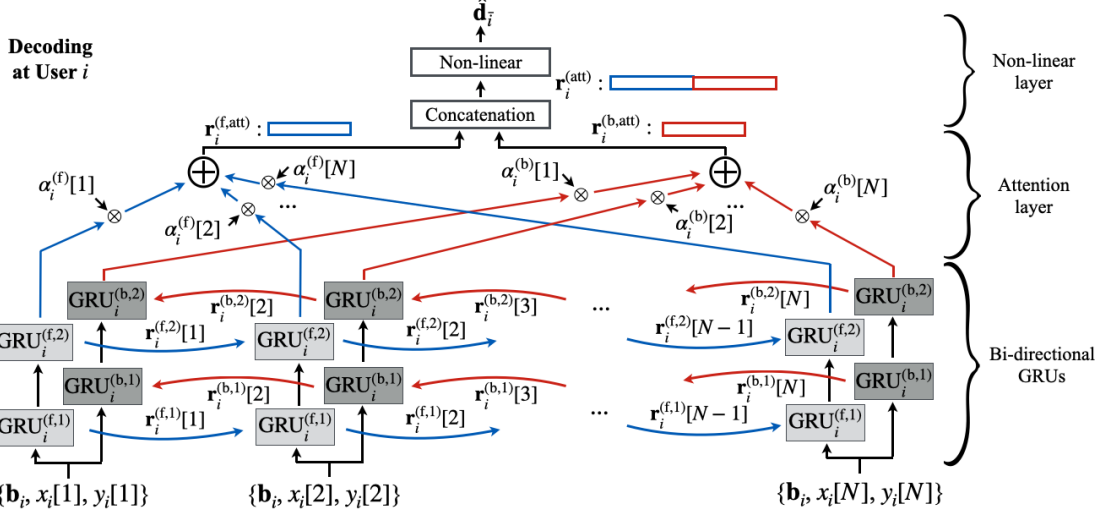 d̂_ī
Decoding
at User i
Non-linear
Non-linear
layer
r_i^(att) :
Concatenation
r_i^(f,att) :
r_i^(b,att) :
α_i^(f)[1]
α_i^(f)[N]
α_i^(b)[1]
α_i^(b)[N]
α_i^(f)[2]
...
α_i^(b)[2]
...
Attention
layer
GRU_i^(b,2)
r_i^(b,2)[2]
GRU_i^(b,2)
r_i^(b,2)[3]
...
r_i^(b,2)[N]
GRU_i^(b,2)
GRU_i^(f,2)
r_i^(f,2)[1]
GRU_i^(f,2)
r_i^(f,2)[2]
r_i^(f,2)[N − 1]
GRU_i^(f,2)
Bi-directional
GRUs
GRU_i^(b,1)
r_i^(b,1)[2]
GRU_i^(b,1)
r_i^(b,1)[3]
r_i^(b,1)[N]
GRU_i^(b,1)
GRU_i^(f,1)
r_i^(f,1)[1]
GRU_i^(f,1)
r_i^(f,1)[2]
...
r_i^(f,1)[N − 1]
GRU_i^(f,1)
{b_i, x_i[1], y_i[1]}
{b_i, x_i[2], y_i[2]}
{b_i, x_i[N], y_i[N]}